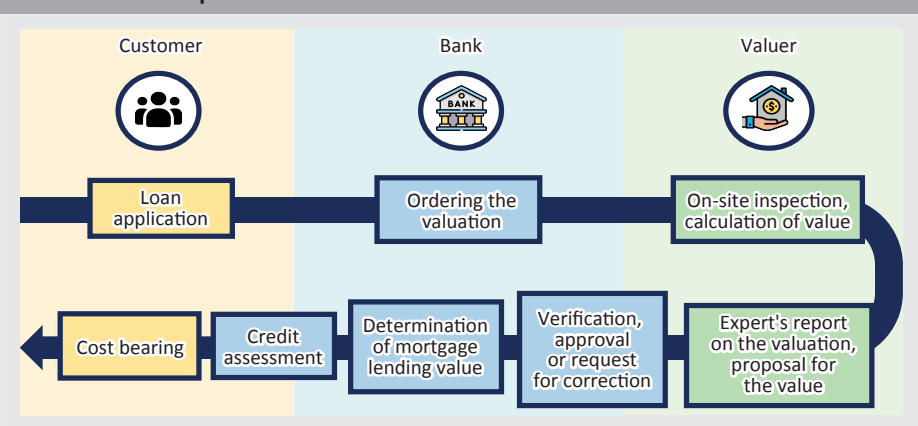 Customer
Bank
Valuer
BANK
$
Loan
application
Ordering the
valuation
On-site inspection,
calculation of value
Cost bearing
Credit
assessment
Determination
of mortgage
lending value
Verification,
approval
or request
for correction
Expert's report
on the valuation,
proposal for
the value